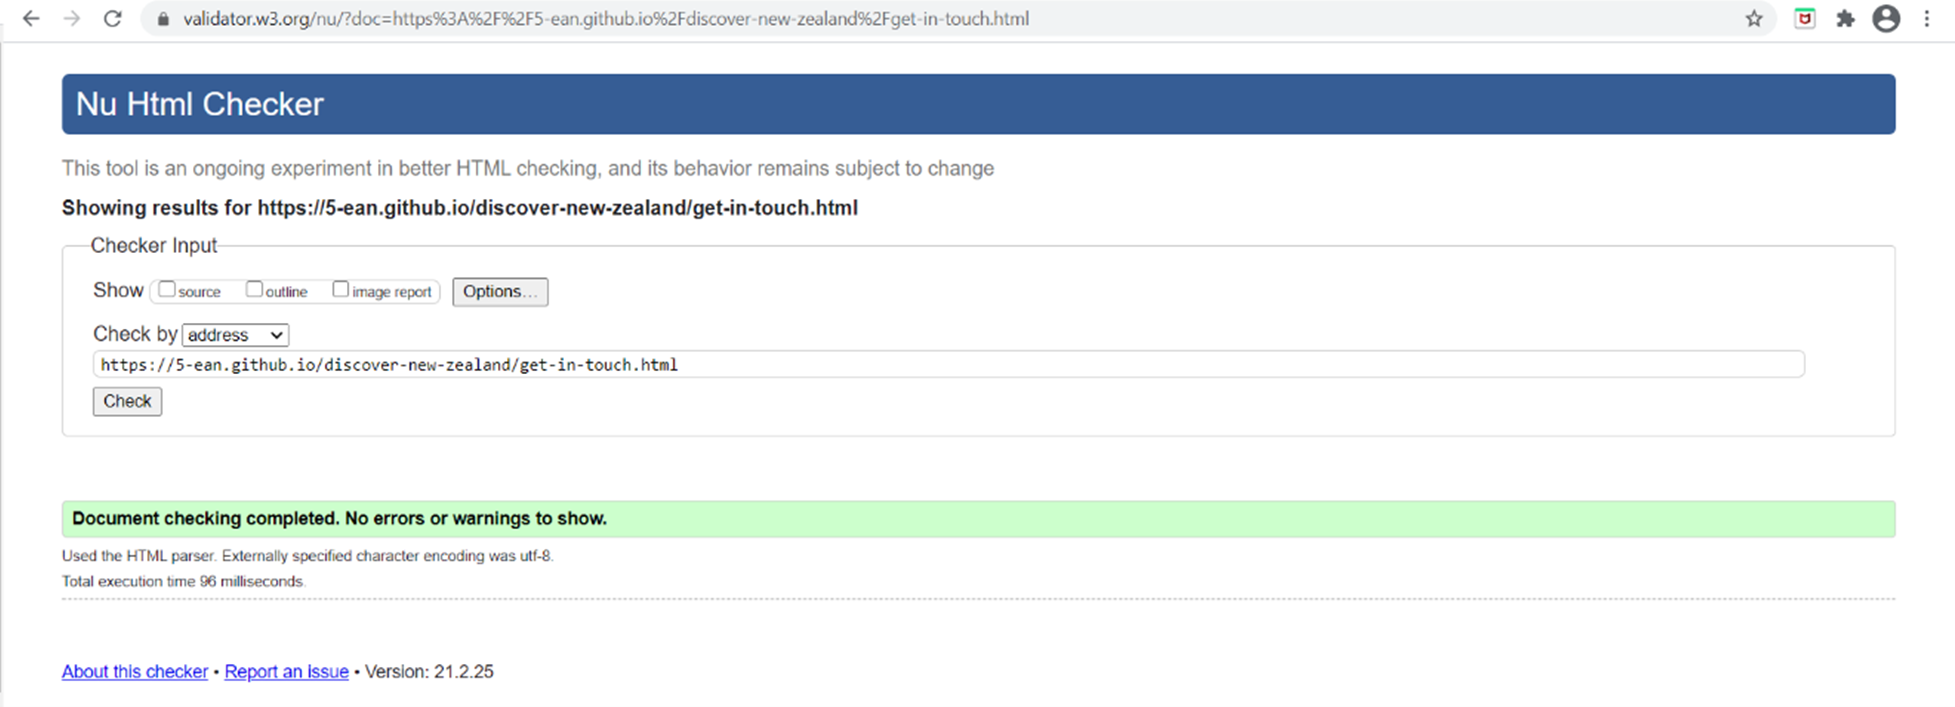 validator.w3.org/nu/?doc=https%3A%2F%2F5-ean.github.io%2Fdiscover-new-zealand%2Fget-in-touch.html
Nu Html Checker
This tool is an ongoing experiment in better HTML checking, and its behavior remains subject to change
Showing results for https://5-ean.github.io/discover-new-zealand/get-in-touch.html
Checker Input
Show source outline image report Options...
Check by address
https://5-ean.github.io/discover-new-zealand/get-in-touch.html
Check
Document checking completed. No errors or warnings to show.
Used the HTML parser. Externally specified character encoding was utf-8.
Total execution time 96 milliseconds.
About this checker • Report an issue • Version: 21.2.25